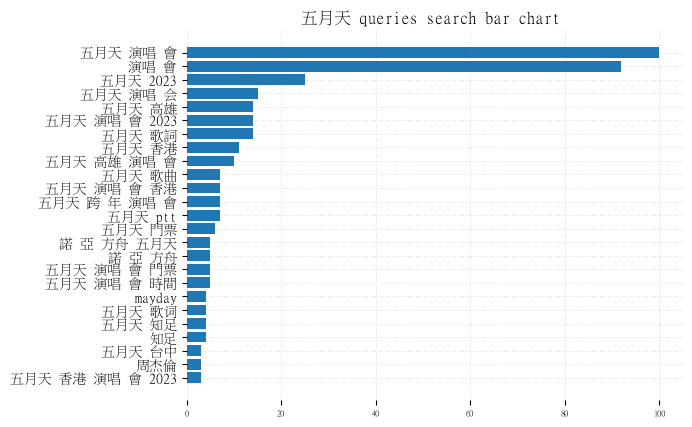 五月天 queries search bar chart
五月天 演唱 會
演唱 會
五月天 2023
五月天 演唱 会
五月天 高雄
五月天 演唱 會 2023
五月天 歌詞
五月天 香港
五月天 高雄 演唱 會
五月天 歌曲
五月天 演唱 會 香港
五月天 跨 年 演唱 會
五月天 ptt
五月天 門票
諾 亞 方舟 五月天
諾 亞 方舟
五月天 演唱 會 門票
五月天 演唱 會 時間
mayday
五月天 歌词
五月天 知足
知足
五月天 台中
周杰倫
五月天 香港 演唱 會 2023
0 20 40 60 80 100